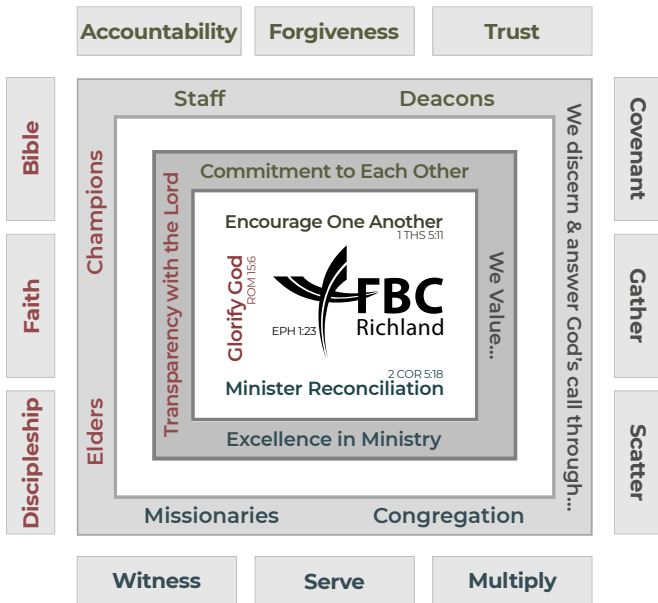 Accountability
Forgiveness
Trust
Bible
Faith
Discipleship
Staff
Deacons
Champions
Elders
We discern & answer God's call through...
Commitment to Each Other
Transparency with the Lord
We Value...
Encourage One Another
1 THS 5:11
Glorify God
ROM 15:6
EPH 1:23
FBC
Richland
2 COR 5:18
Minister Reconciliation
Excellence in Ministry
Missionaries
Congregation
Covenant
Gather
Scatter
Witness
Serve
Multiply